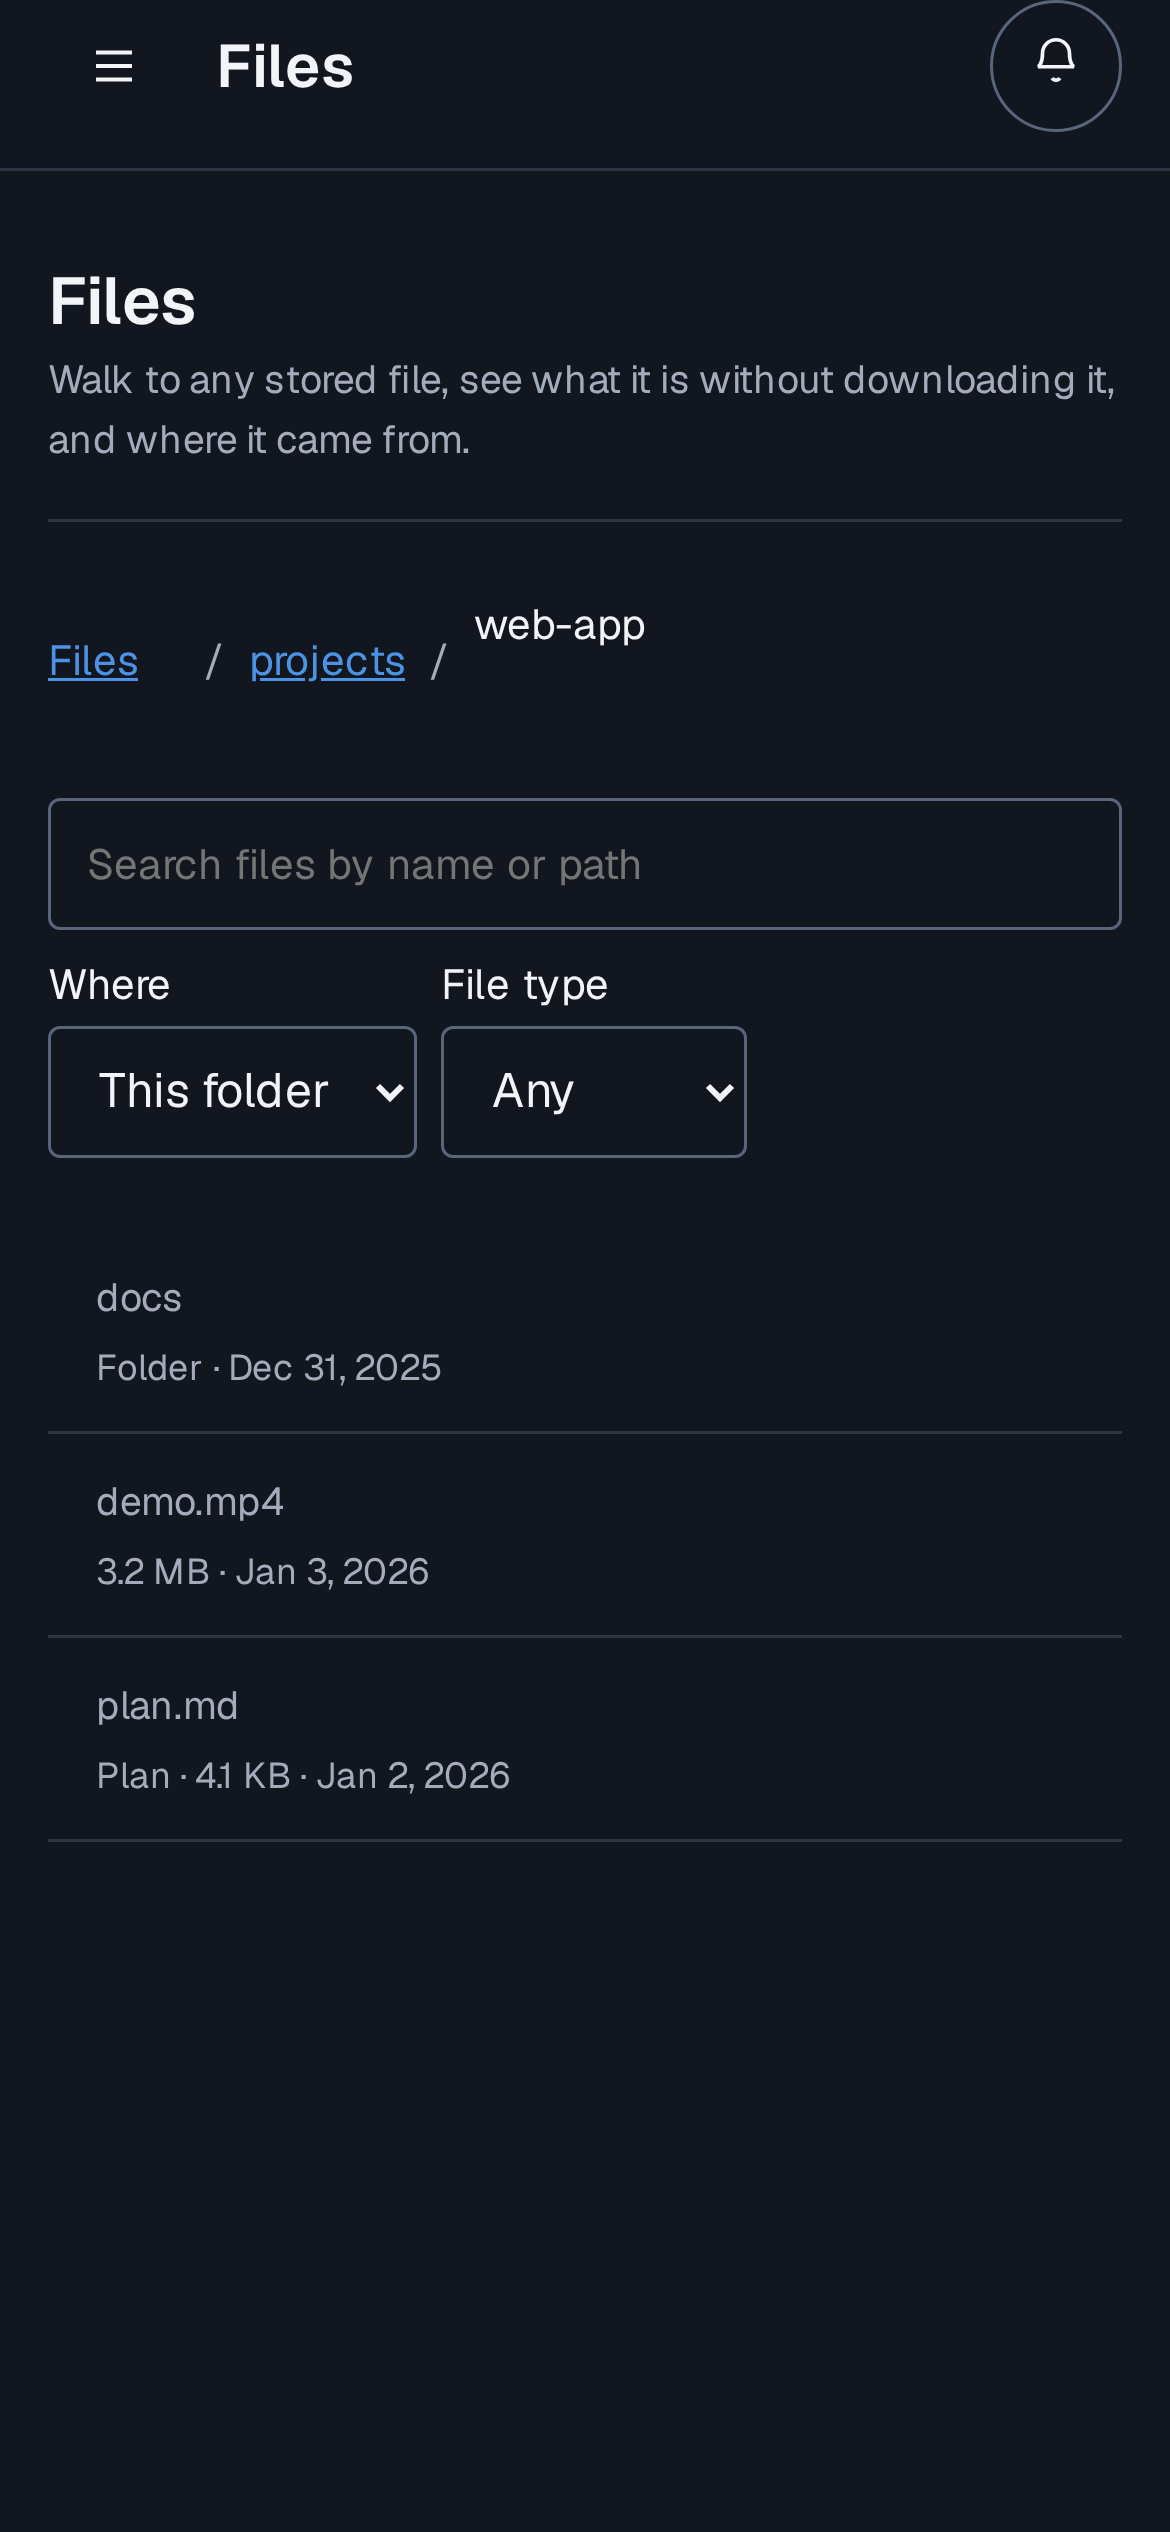 Files
Files
Walk to any stored file, see what it is without downloading it,
and where it came from.
Files / projects / web-app
Search files by name or path
Where File type
This folder Any
docs
Folder · Dec 31, 2025
demo.mp4
3.2 MB · Jan 3, 2026
plan.md
Plan · 4.1 KB · Jan 2, 2026